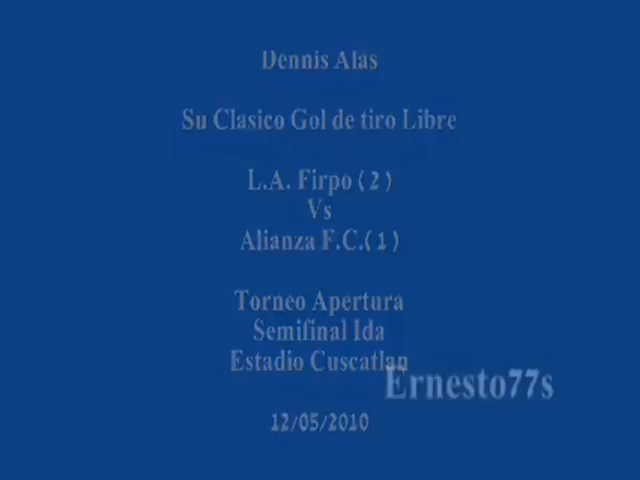 Dennis Alas
Su Clasico Gol de tiro Libre
L.A. Firpo ( 2 )
Vs
Alianza F.C.( 1 )
Torneo Apertura
Semifinal Ida
Estadio Cuscatlan
Ernesto77s
12/05/2010